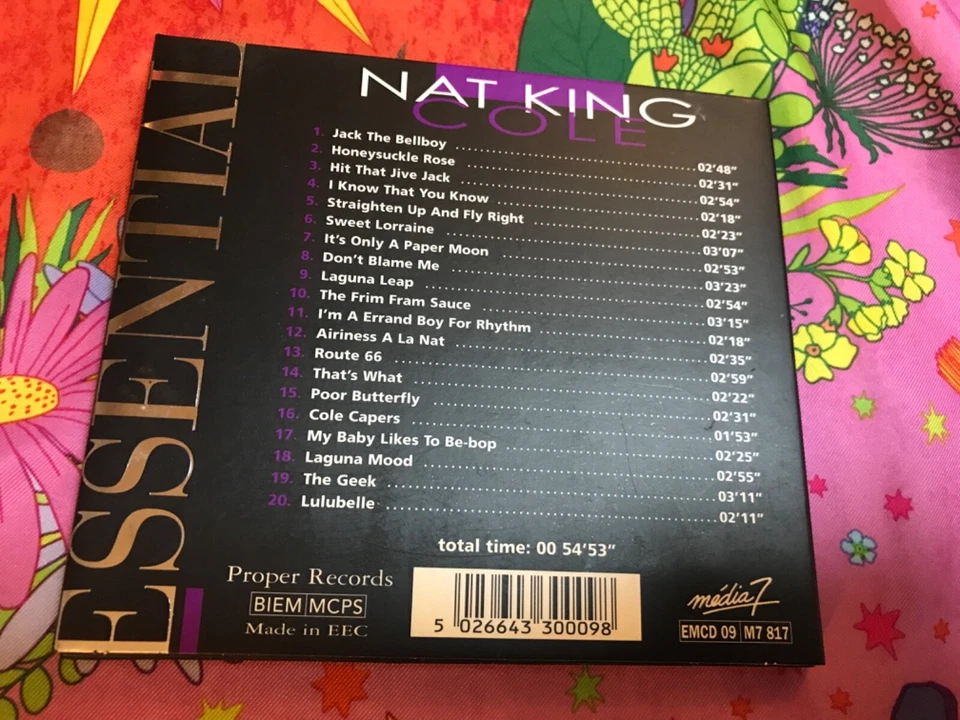 ESSENTIAL
NAT KING
COLE
1. Jack The Bellboy 02’48”
2. Honeysuckle Rose 02’31”
3. Hit That Jive Jack 02’54”
4. I Know That You Know 02’18”
5. Straighten Up And Fly Right 02’23”
6. Sweet Lorraine 03’07”
7. It’s Only A Paper Moon 02’53”
8. Don’t Blame Me 03’23”
9. Laguna Leap 02’54”
10. The Frim Fram Sauce 03’15”
11. I’m A Errand Boy For Rhythm 02’18”
12. Airiness A La Nat 02’35”
13. Route 66 02’59”
14. That’s What 02’22”
15. Poor Butterfly 02’31”
16. Cole Capers 01’53”
17. My Baby Likes To Be-bop 02’25”
18. Laguna Mood 02’55”
19. The Geek 03’11”
20. Lulubelle 02’11”
total time: 00 54’53”
Proper Records
BIEM MCPS
Made in EEC
5 026643 300098
média 7
EMCD 09 M7 817